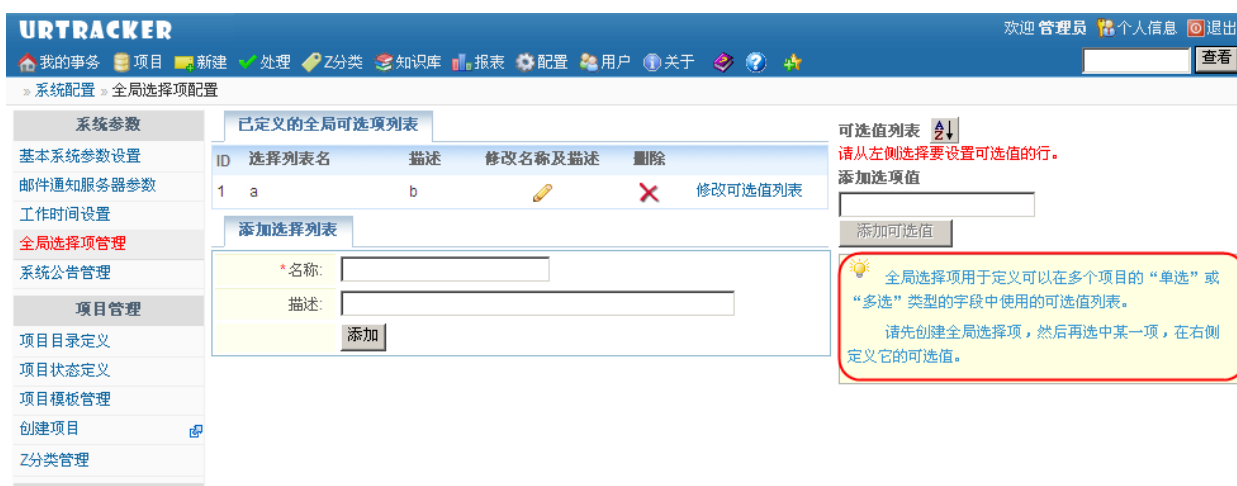 URTRACKER
欢迎 管理员 个人信息 退出
我的事务 项目 新建 处理 Z分类 知识库 报表 配置 用户 关于 查看
» 系统配置 » 全局选择项配置
系统参数
基本系统参数设置
邮件通知服务器参数
工作时间设置
全局选择项管理
系统公告管理
项目管理
项目目录定义
项目状态定义
项目模板管理
创建项目
Z分类管理
已定义的全局可选项列表
ID 选择列表名 描述 修改名称及描述 删除
1 a b 修改可选值列表
添加选择列表
*名称:
描述:
添加
可选值列表
请从左侧选择要设置可选值的行。
添加选项值
添加可选值
全局选择项用于定义可以在多个项目的“单选”或
“多选”类型的字段中使用的可选值列表。
请先创建全局选择项，然后再选中某一项，在右侧
定义它的可选值。